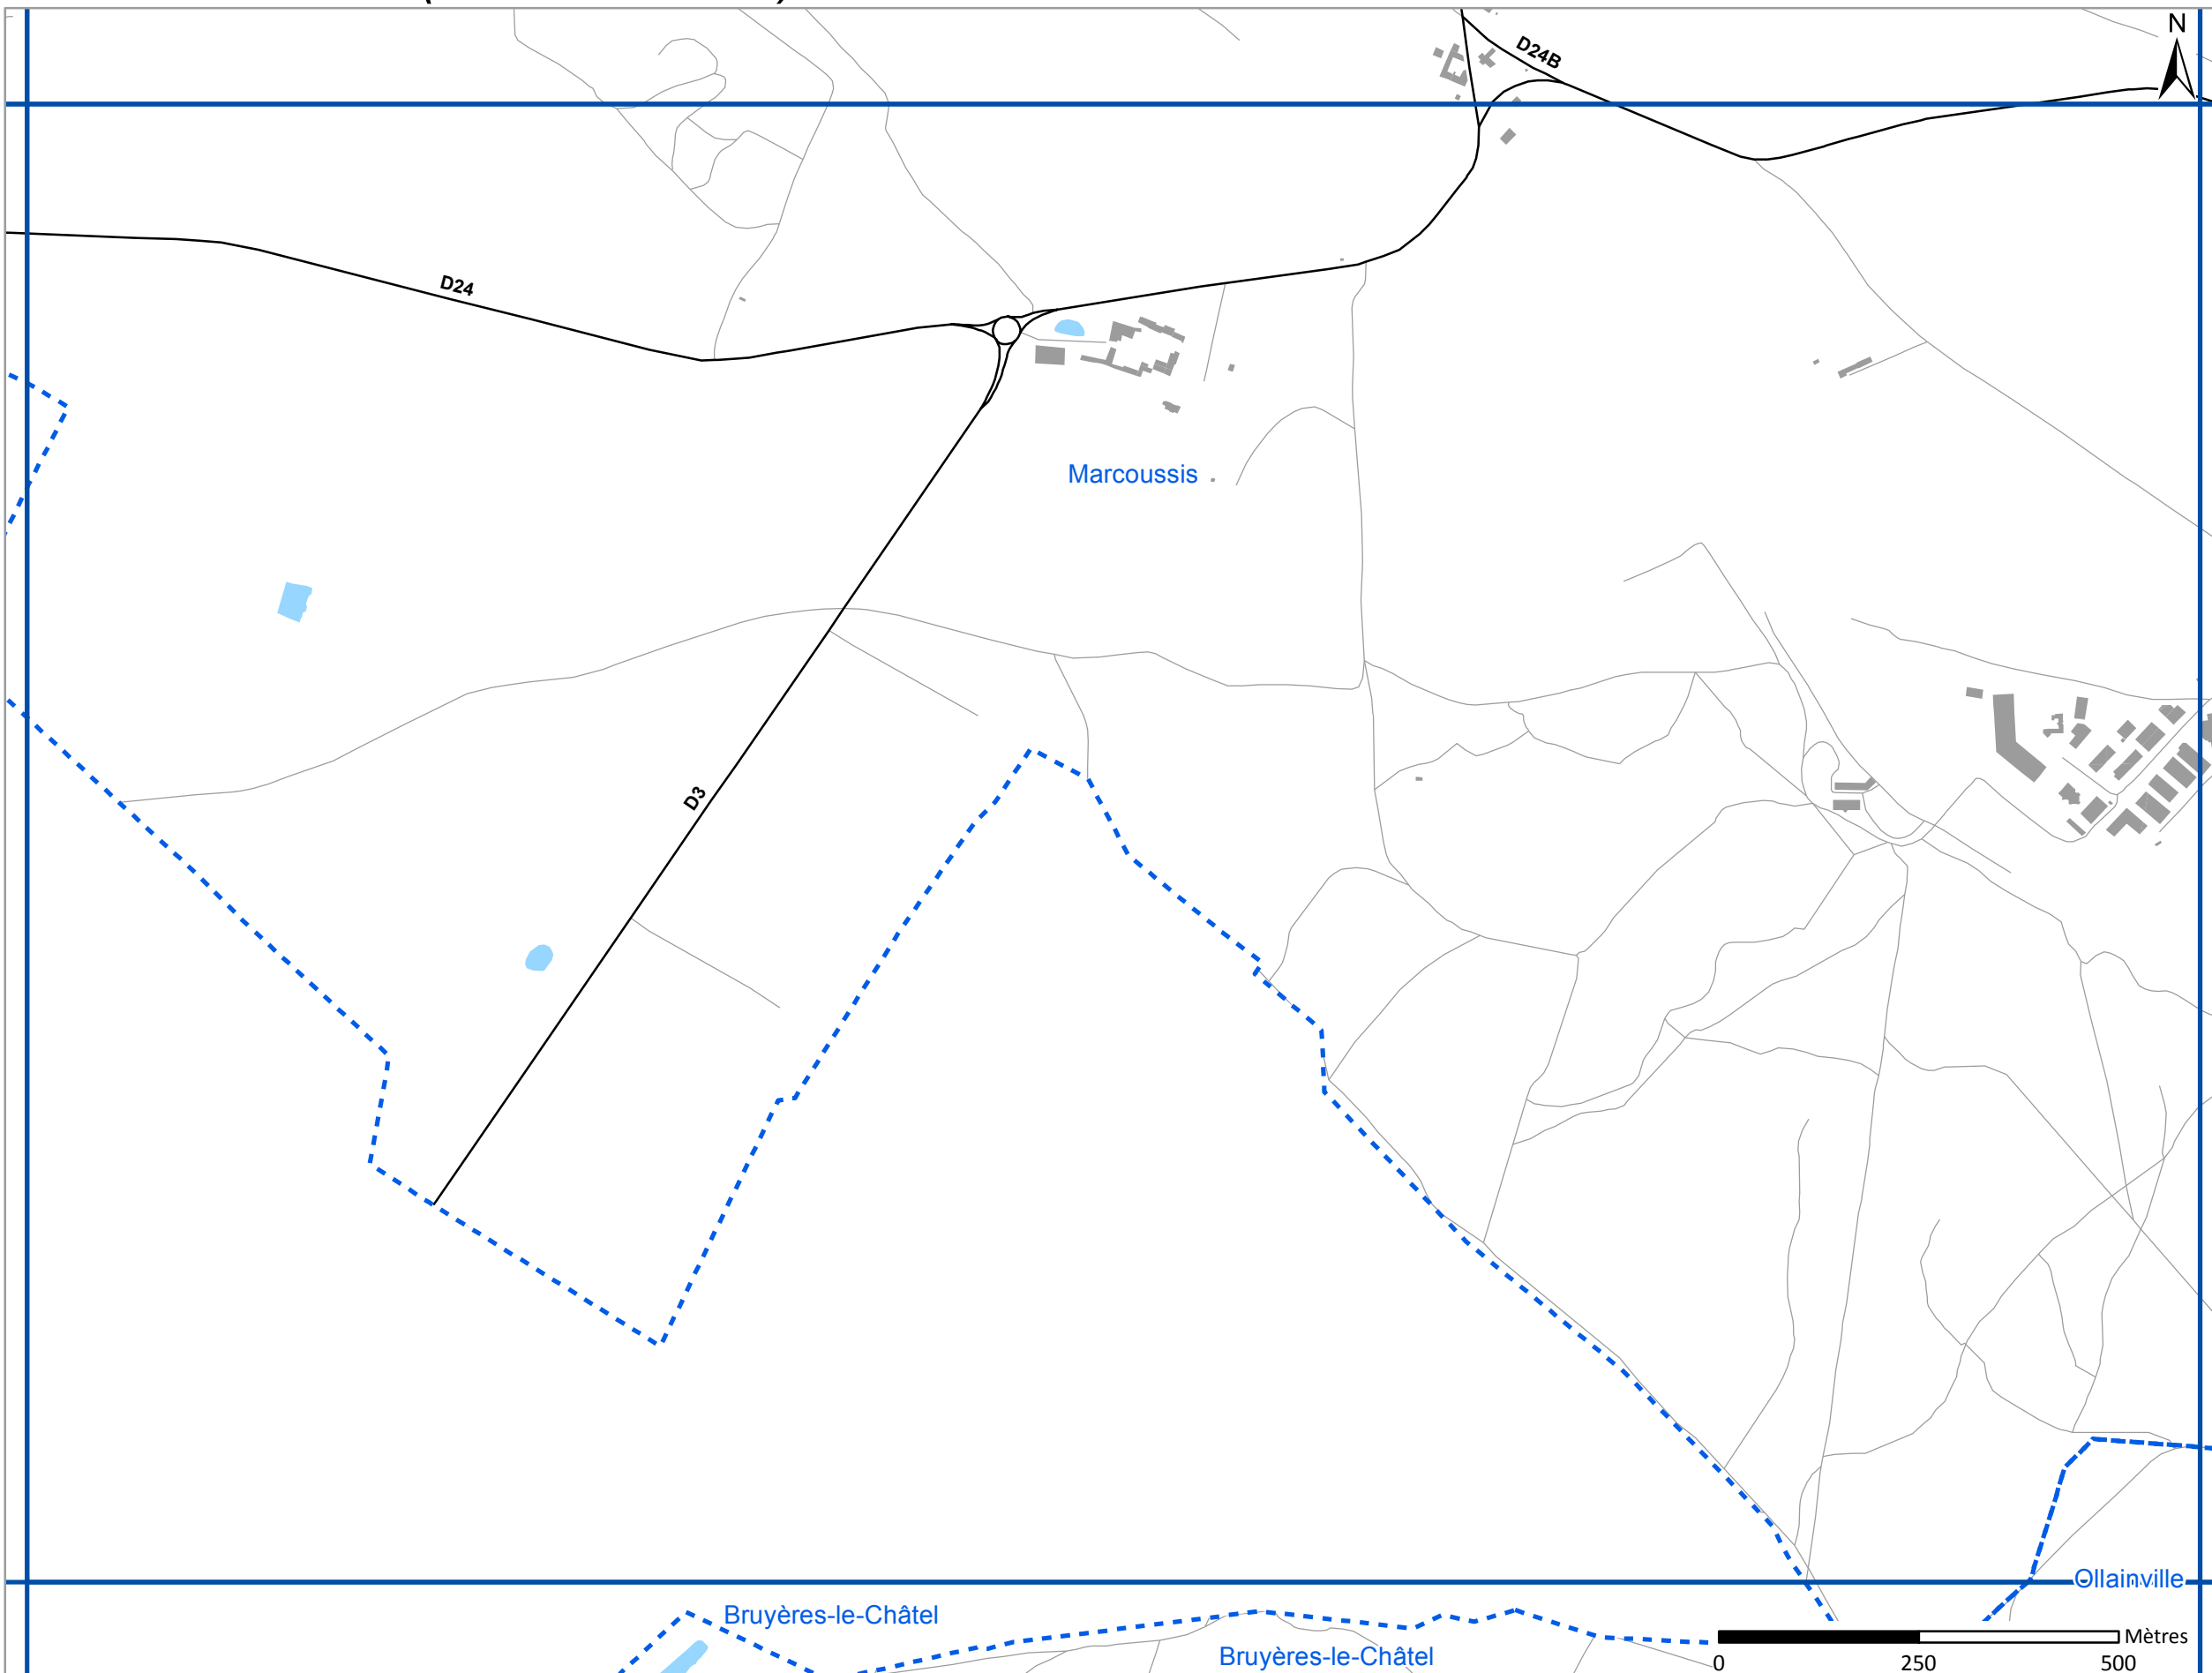 N
D24B
D24
Marcoussis
D3
Ollainville
Bruyères-le-Châtel
Mètres
Bruyères-le-Châtel
0 250 500